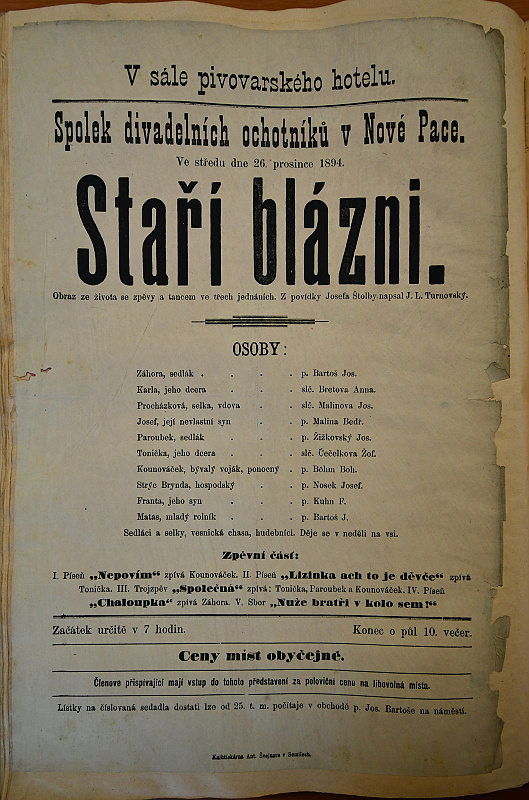 V sále pivovarského hotelu.
Spolek divadelních ochotníků v Nové Pace.
Ve středu dne 26. prosince 1894.
Staří blázni.
Obraz ze života se zpěvy a tancem ve třech jednáních. Z povídky Josefa Štolby napsal J. L. Turnovský.
OSOBY:
Záhora, sedlák . . . . p. Bartoš Jos.
Karla, jeho dcera . . . slč. Bretova Anna.
Procházková, selka, vdova . . slč. Malinova Jos.
Josef, její nevlastní syn . . p. Malina Bedř.
Paroubek, sedlák . . . p. Žižkovský Jos.
Tonička, jeho dcera . . . slč. Čečelkova Žof.
Kounováček, bývalý voják, ponocný . p. Böhm Boh.
Strýc Brynda, hospodský . . p. Nosek Josef.
Franta, jeho syn . . . p. Kuhn F.
Matas, mladý rolník . . . p. Bartoš J.
Sedláci a selky, vesnická chasa, hudebníci. Děje se v neděli na vsi.
Zpěvní část:
I. Píseň „Nepovím“ zpívá Kounováček. II. Píseň „Lizinka ach to je děvče“ zpívá
Tonička. III. Trojzpěv „Společná“ zpívá: Tonička, Paroubek a Kounováček. IV. Píseň
„Chaloupka“ zpívá Záhora. V. Sbor „Nuže bratři v kolo sem!“
Začátek určitě v 7 hodin. Konec o půl 10. večer.
Ceny míst obyčejné.
Členové přispívající mají vstup do tohoto představení za poloviční cenu na libovolná místa.
Lístky na číslovaná sedadla dostati lze od 25. t. m. počítaje v obchodě p. Jos. Bartoše na náměstí.
Knihtiskárna Ant. Švejnara v Semilech.